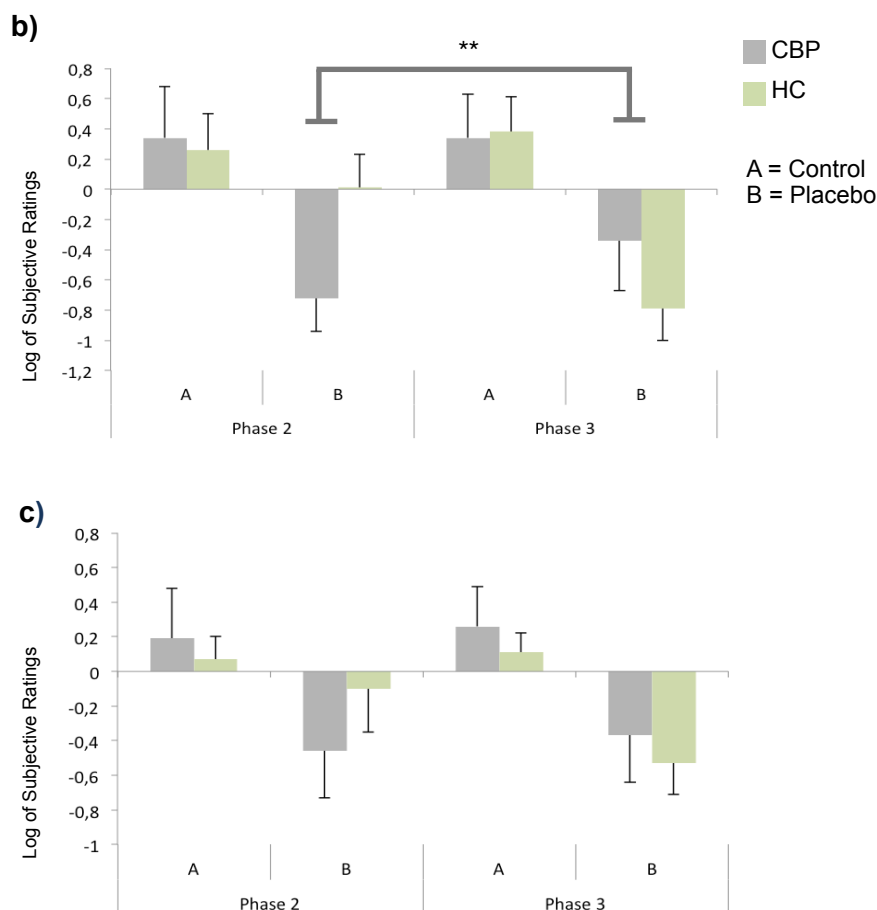 b)
**
CBP
HC
A = Control
B = Placebo
Log of Subjective Ratings
0,8
0,6
0,4
0,2
0
-0,2
-0,4
-0,6
-0,8
-1
-1,2
A B A B
Phase 2 Phase 3
c)
Log of Subjective Ratings
0,8
0,6
0,4
0,2
0
-0,2
-0,4
-0,6
-0,8
-1
A B A B
Phase 2 Phase 3